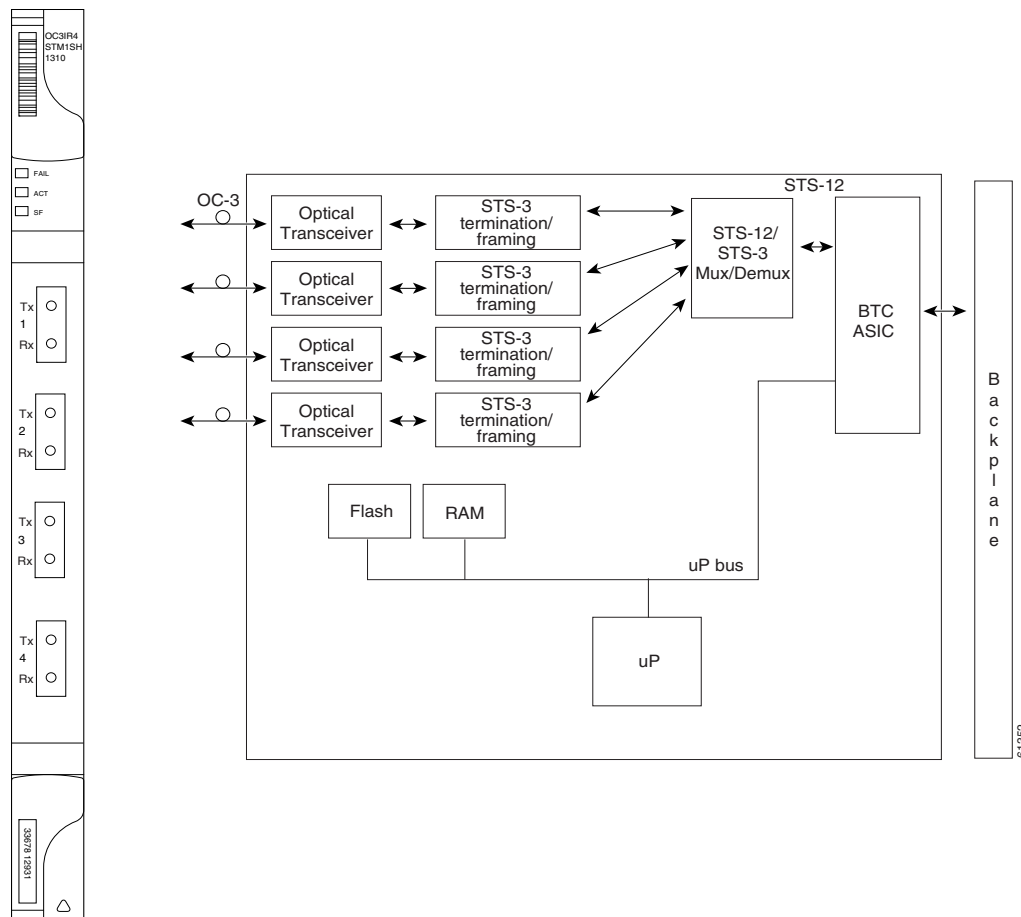 OC3IR4
STM1SH
1310
FAIL
ACT
SF
Tx
1
Rx
Tx
2
Rx
Tx
3
Rx
Tx
4
Rx
33678 12931
OC-3
Optical
Transceiver
STS-3
termination/
framing
Optical
Transceiver
STS-3
termination/
framing
Optical
Transceiver
STS-3
termination/
framing
Optical
Transceiver
STS-3
termination/
framing
STS-12/
STS-3
Mux/Demux
STS-12
BTC
ASIC
Flash
RAM
uP bus
uP
Backplane